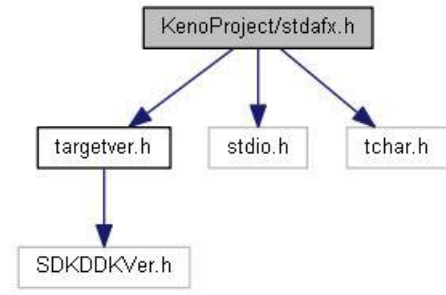 KenoProject/stdafx.h
targetver.h
stdio.h
tchar.h
SDKDDKVer.h